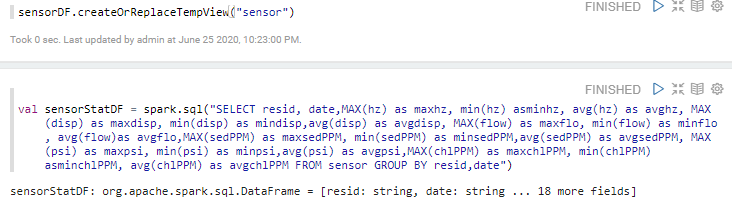 sensorDF.createOrReplaceTempView("sensor")
FINISHED
Took 0 sec. Last updated by admin at June 25 2020, 10:23:00 PM.
FINISHED
val sensorStatDF = spark.sql("SELECT resid, date,MAX(hz) as maxhz, min(hz) asminhz, avg(hz) as avghz, MAX
(disp) as maxdisp, min(disp) as mindisp,avg(disp) as avgdisp, MAX(flow) as maxflo, min(flow) as minflo
, avg(flow)as avgflo,MAX(sedPPM) as maxsedPPM, min(sedPPM) as minsedPPM,avg(sedPPM) as avgsedPPM, MAX
(psi) as maxpsi, min(psi) as minpsi,avg(psi) as avgpsi,MAX(chlPPM) as maxchlPPM, min(chlPPM)
asminchlPPM, avg(chlPPM) as avgchlPPM FROM sensor GROUP BY resid,date")
sensorStatDF: org.apache.spark.sql.DataFrame = [resid: string, date: string ... 18 more fields]